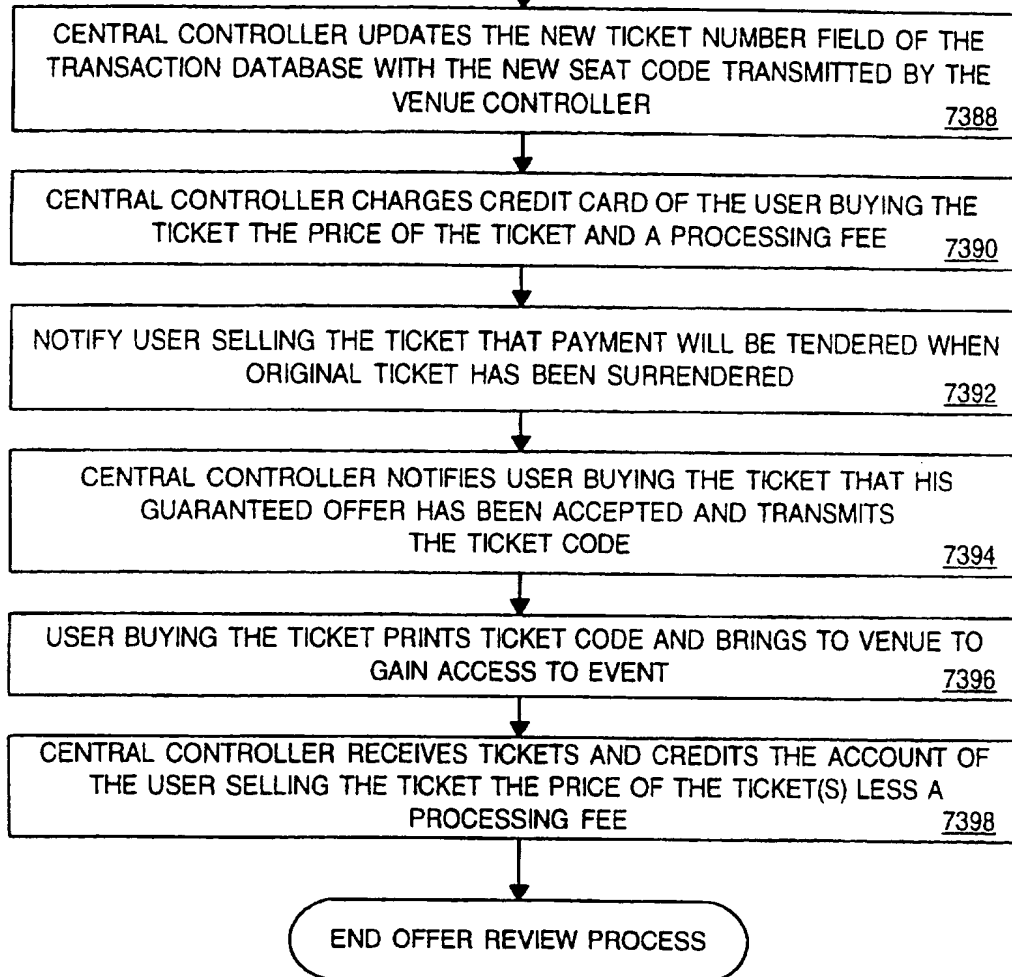 CENTRAL CONTROLLER UPDATES THE NEW TICKET NUMBER FIELD OF THE
TRANSACTION DATABASE WITH THE NEW SEAT CODE TRANSMITTED BY THE
VENUE CONTROLLER
7388
CENTRAL CONTROLLER CHARGES CREDIT CARD OF THE USER BUYING THE
TICKET THE PRICE OF THE TICKET AND A PROCESSING FEE
7390
NOTIFY USER SELLING THE TICKET THAT PAYMENT WILL BE TENDERED WHEN
ORIGINAL TICKET HAS BEEN SURRENDERED
7392
CENTRAL CONTROLLER NOTIFIES USER BUYING THE TICKET THAT HIS
GUARANTEED OFFER HAS BEEN ACCEPTED AND TRANSMITS
THE TICKET CODE
7394
USER BUYING THE TICKET PRINTS TICKET CODE AND BRINGS TO VENUE TO
GAIN ACCESS TO EVENT
7396
CENTRAL CONTROLLER RECEIVES TICKETS AND CREDITS THE ACCOUNT OF
THE USER SELLING THE TICKET THE PRICE OF THE TICKET(S) LESS A
PROCESSING FEE
7398
END OFFER REVIEW PROCESS